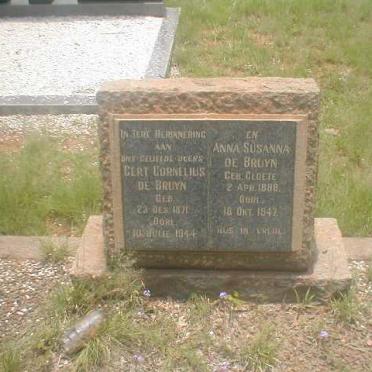 IN TERE HERINNERING
AAN
ONS GELIEFDE OUERS
GERT CORNELIUS
DE BRUYN
GEB.
23 DES 1871
OORL.
10 JULIE 1944
EN
ANNA SUSANNA
DE BRUYN
GEB. CLOETE
2 APR. 1888.
OORL.
18 OKT. 1947.
RUS IN VREDE.